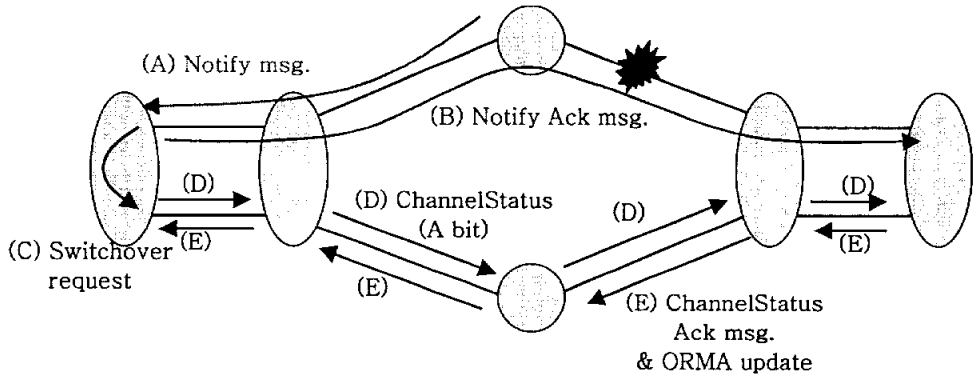 (A) Notify msg.
(B) Notify Ack msg.
(D)
(D) ChannelStatus
(A bit)
(D)
(D)
(C) Switchover
request
(E)
(E)
(E)
(E) ChannelStatus
Ack msg.
& ORMA update